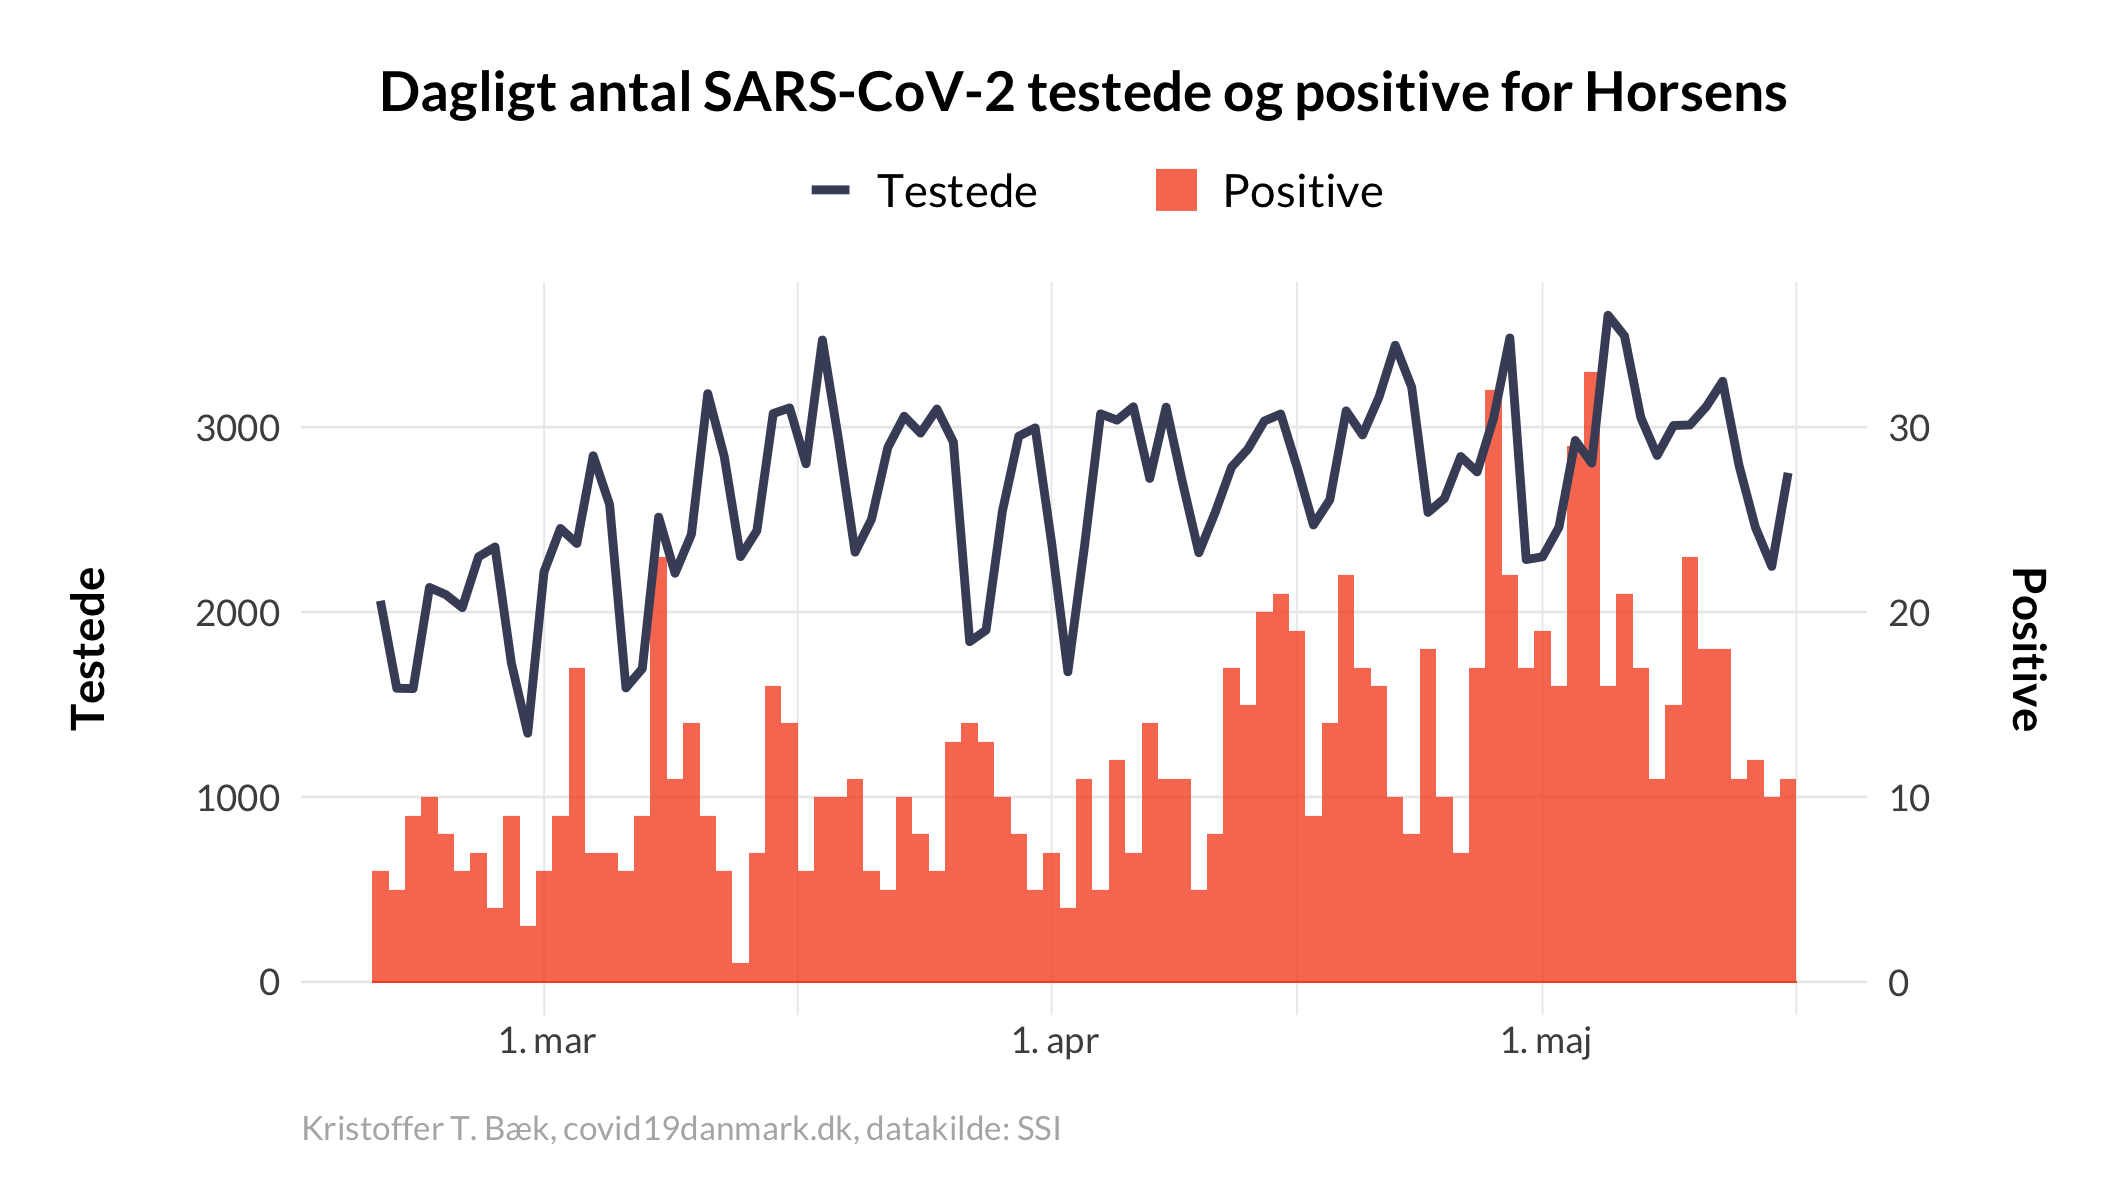 Dagligt antal SARS-CoV-2 testede og positive for Horsens
Testede
Positive
3000
2000
1000
0
Testede
30
20
10
0
Positive
1. mar
1. apr
1. maj
Kristoffer T. Bæk, covid19danmark.dk, datakilde: SSI